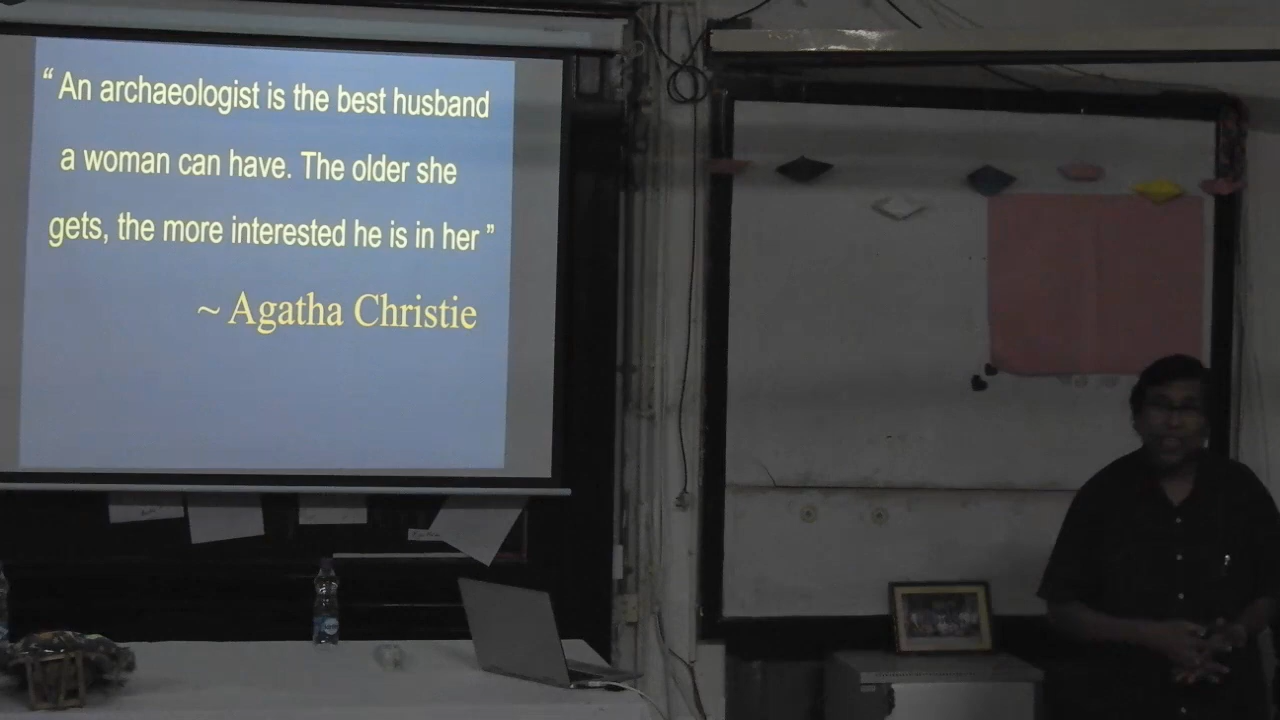 “ An archaeologist is the best husband
a woman can have. The older she
gets, the more interested he is in her ”
~ Agatha Christie